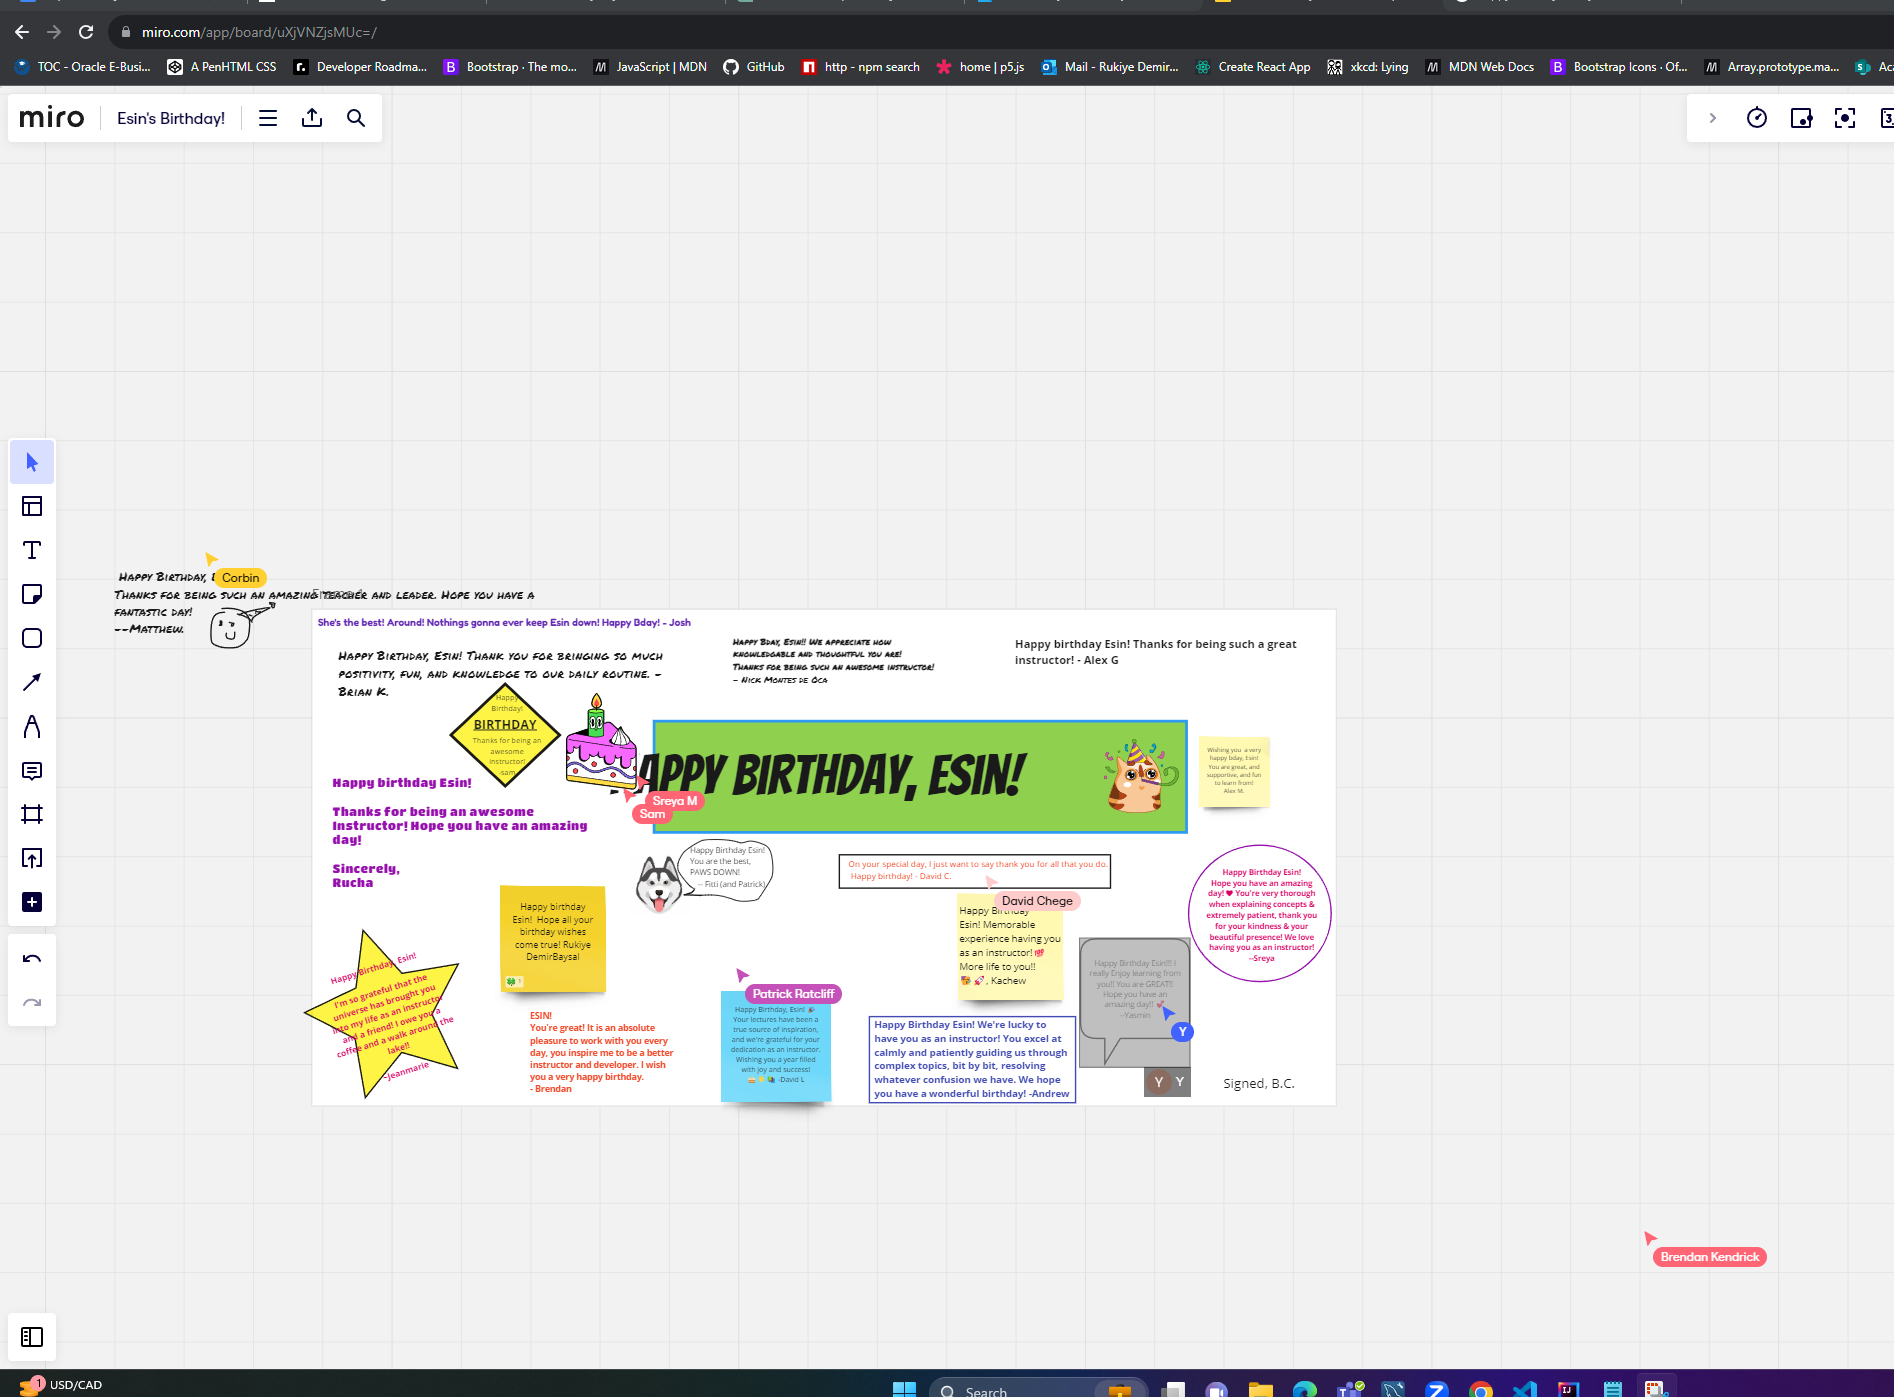 miro.com/app/board/uXjVNZjsMUc=/
TOC - Oracle E-Busi...
A PenHTML CSS
Developer Roadma...
Bootstrap · The mo...
JavaScript | MDN
GitHub
http - npm search
home | p5.js
Mail - Rukiye Demir...
Create React App
xkcd: Lying
MDN Web Docs
Bootstrap Icons · Of...
Array.prototype.ma...
Aca
miro
Esin's Birthday!
Happy Birthday,
Corbin
Thanks for being such an amazing teacher and leader. Hope you have a
fantastic day!
--Matthew.
She's the best! Around! Nothings gonna ever keep Esin down! Happy Bday! - Josh
Happy Birthday, Esin! Thank you for bringing so much
positivity, fun, and knowledge to our daily routine. -
Brian K.
Happy Bday, Esin!! We appreciate how
knowledgable and thoughtful you are!
Thanks for being such an awesome instructor!
- Nick Montes de Oca
Happy birthday Esin! Thanks for being such a great
instructor! - Alex G
Happy
Birthday!
BIRTHDAY
Thanks for being an
awesome
instructor!
-sam
APPY BIRTHDAY, ESIN!
Sreya M
Sam
Wishing you a very
happy bday, Esin!
You are great, and
supportive, and fun
to learn from!
Alex M.
Happy birthday Esin!
Thanks for being an awesome
Instructor! Hope you have an amazing
day!
Sincerely,
Rucha
Happy Birthday Esin!
You are the best,
PAWS DOWN!
-- Fitti (and Patrick)
On your special day, I just want to say thank you for all that you do.
Happy birthday! - David C.
David Chege
Happy Birthday
Esin! Memorable
experience having you
as an instructor!💯
More life to you!!
, Kachew
Happy Birthday Esin!
Hope you have an amazing
day! ♥ You're very thorough
when explaining concepts &
extremely patient, thank you
for your kindness & your
beautiful presence! We love
having you as an instructor!
--Sreya
Happy birthday
Esin! Hope all your
birthday wishes
come true! Rukiye
DemirBaysal
Happy Birthday, Esin!
I'm so grateful that the
universe has brought you
into my life as an instructor
and a friend! I owe you a
coffee and a walk around the
lake!!
-Jeanmarie
ESIN!
You're great! It is an absolute
pleasure to work with you every
day, you inspire me to be a better
instructor and developer. I wish
you a very happy birthday.
- Brendan
Patrick Ratcliff
Happy Birthday, Esin! 🎉
Your lectures have been a
true source of inspiration,
and we're grateful for your
dedication as an instructor.
Wishing you a year filled
with joy and success!
-David L
Happy Birthday Esin! We're lucky to
have you as an instructor! You excel at
calmly and patiently guiding us through
complex topics, bit by bit, resolving
whatever confusion we have. We hope
you have a wonderful birthday! -Andrew
Happy Birthday Esin!!! I
really Enjoy learning from
you!! You are GREAT!!
Hope you have an
amazing day!!
--Yasmin
Y
Y Y
Signed, B.C.
Brendan Kendrick
1
USD/CAD
Search